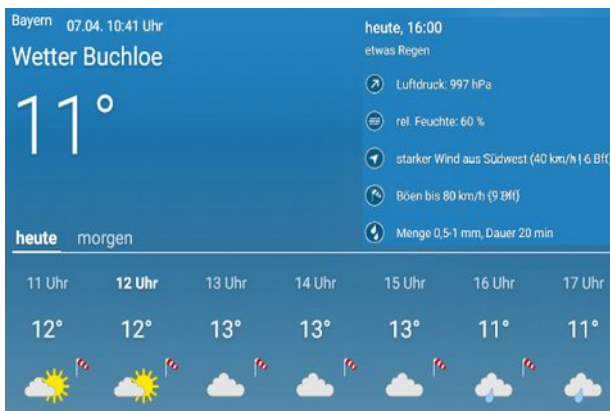 Bayern 07.04. 10:41 Uhr
Wetter Buchloe
11°
heute, 16:00
etwas Regen
Luftdruck: 997 hPa
rel. Feuchte: 60 %
starker Wind aus Südwest (40 km/h | 6 Bft)
Böen bis 80 km/h (9 Bft)
Menge 0,5-1 mm, Dauer 20 min
heute morgen
11 Uhr 12 Uhr 13 Uhr 14 Uhr 15 Uhr 16 Uhr 17 Uhr
12° 12° 13° 13° 13° 11° 11°